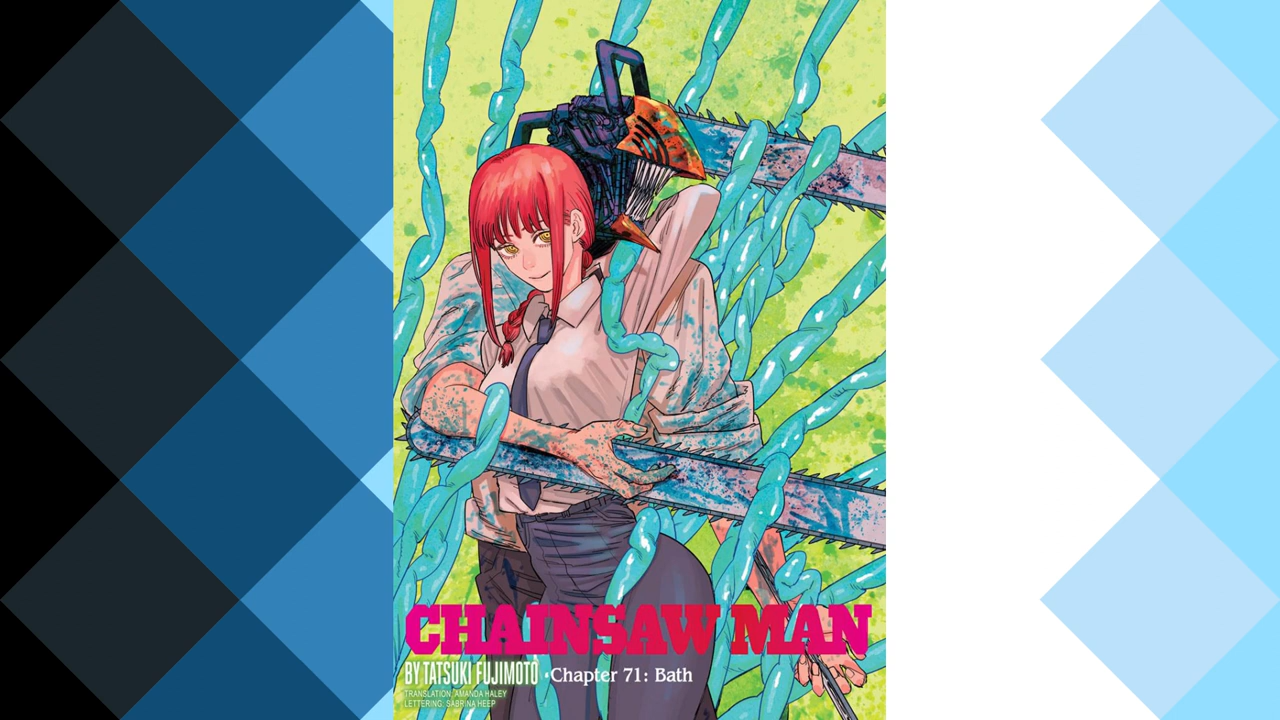 CHAINSAW MAN
BY TATSUKI FUJIMOTO • Chapter 71: Bath
TRANSLATION, AMANDA HALEY
LETTERING, SABRINA HEEP